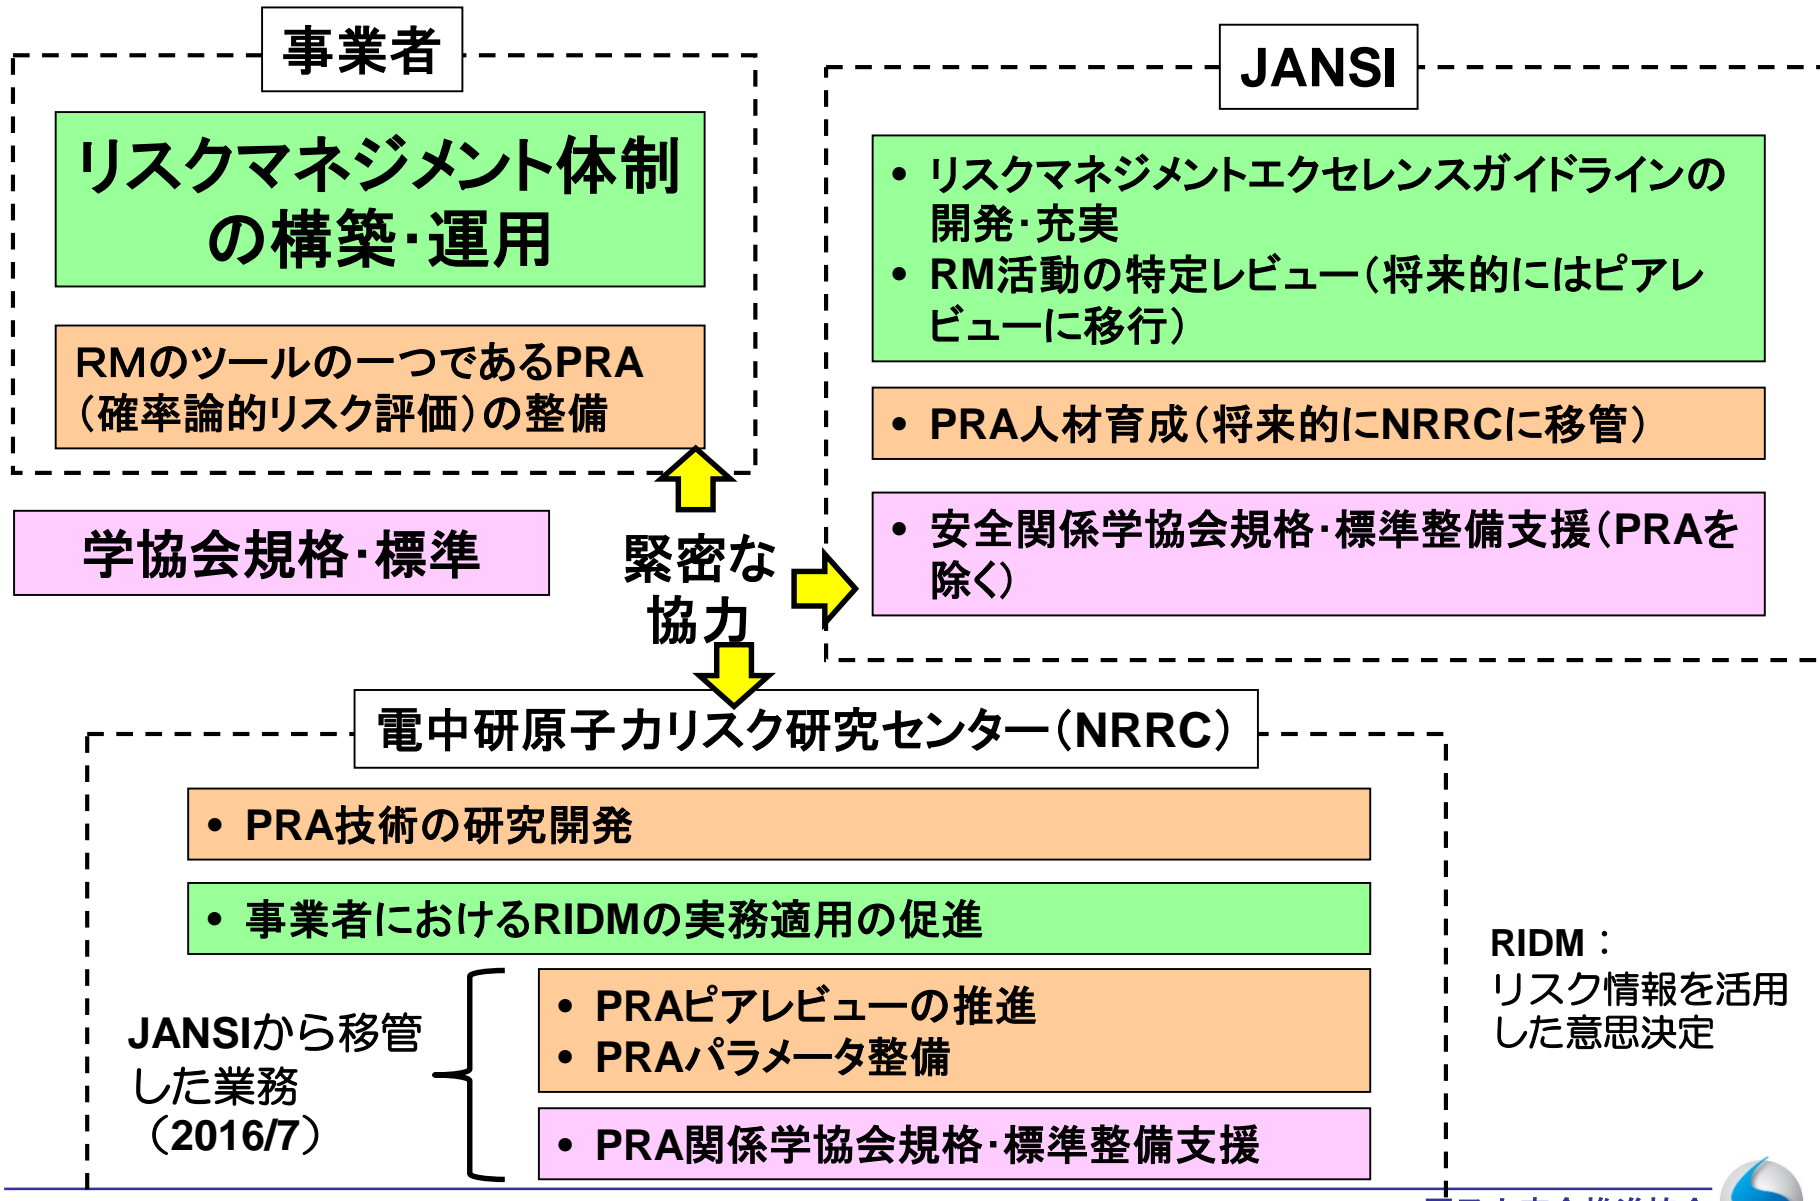 事業者
リスクマネジメント体制
の構築・運用
ＲＭのツールの一つであるPRA
（確率論的リスク評価）の整備
学協会規格・標準
緊密な
協力
JANSI
• リスクマネジメントエクセレンスガイドラインの
開発・充実
• RM活動の特定レビュー（将来的にはピアレ
ビューに移行）
• PRA人材育成（将来的にNRRCに移管）
• 安全関係学協会規格・標準整備支援（PRAを
除く）
電中研原子力リスク研究センター（NRRC）
• PRA技術の研究開発
• 事業者におけるRIDMの実務適用の促進
JANSIから移管
した業務
（2016/7）
• PRAピアレビューの推進
• PRAパラメータ整備
• PRA関係学協会規格・標準整備支援
RIDM：
リスク情報を活用
した意思決定